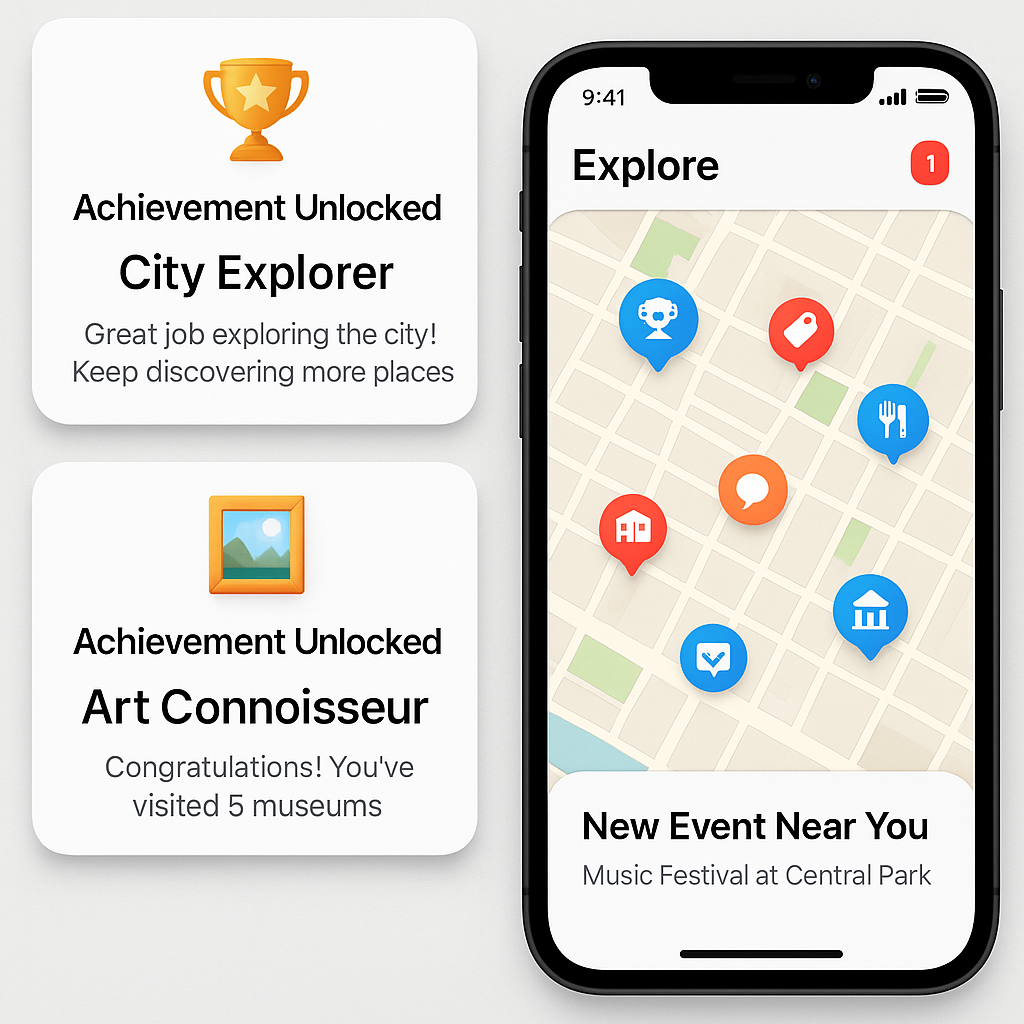 Achievement Unlocked
City Explorer
Great job exploring the city!
Keep discovering more places
Achievement Unlocked
Art Connoisseur
Congratulations! You've
visited 5 museums
9:41
Explore
1
New Event Near You
Music Festival at Central Park